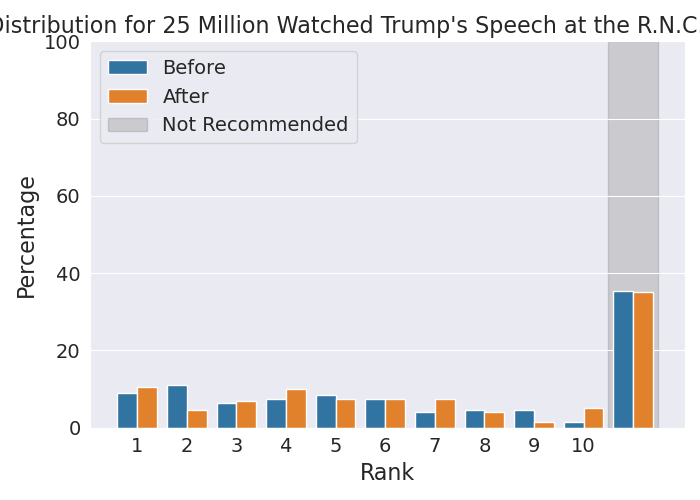 Distribution for 25 Million Watched Trump's Speech at the R.N.C.
100
80
60
40
20
0
Percentage
Before
After
Not Recommended
1 2 3 4 5 6 7 8 9 10
Rank